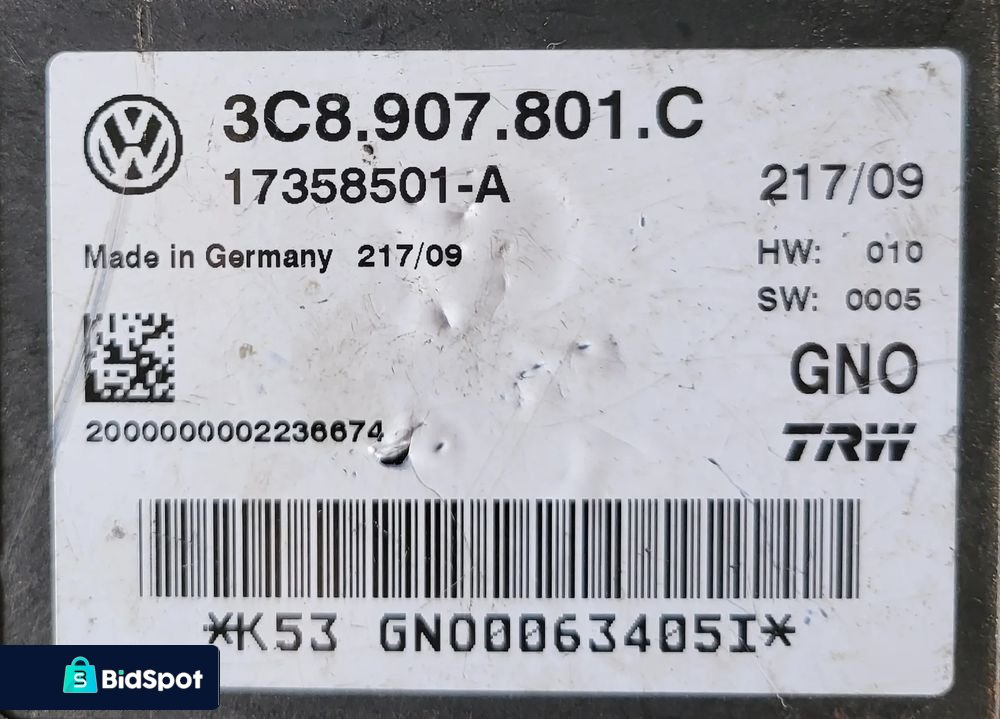 3C8.907.801.C
17358501-A
217/09
Made in Germany 217/09
HW: 010
SW: 0005
GNO
2000000002236674
TRW
*K53 GNO0063405I*
BidSpot